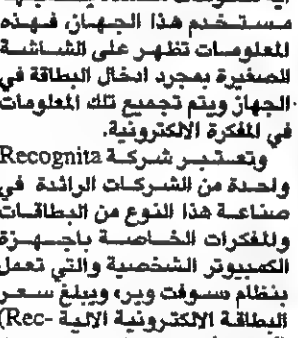 مستخدم هذا الجهاز، فهذه
المعلومات تظهر على الشاشة
الصغيرة بمجرد ادخال البطاقة في
الجهاز ويتم تجميع تلك المعلومات
في المفكرة الالكترونية.
وتعتبر شركة Recognita
واحدة من الشركات الرائدة في
صناعة هذا النوع من البطاقات
والمفكرات الخاصة باجهزة
الكمبيوتر الشخصية والتي تعمل
بنظام «سوفت وير» ويبلغ سعر
البطاقة الالكترونية الالية (Rec-